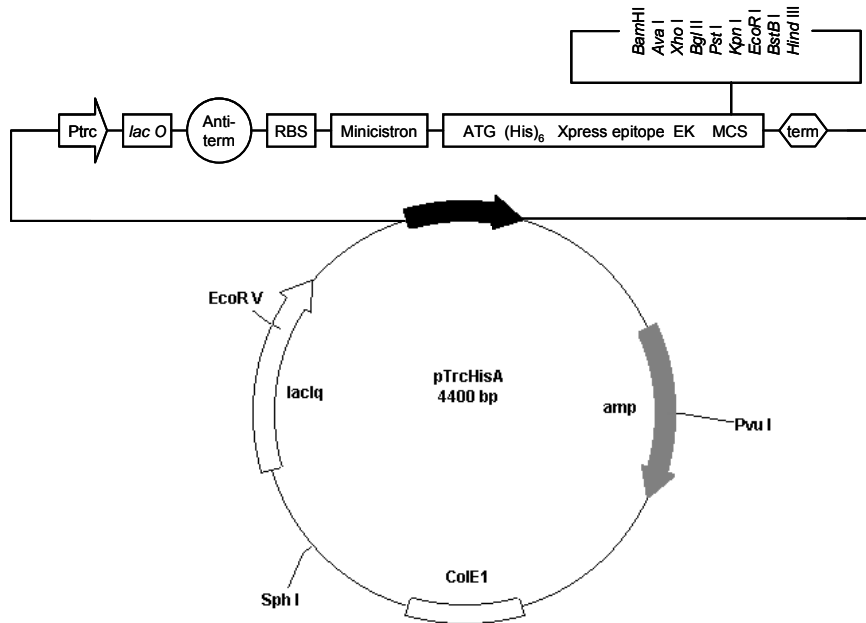 BamH I
Ava I
Xho I
Bgl II
Pst I
Kpn I
EcoR I
BstB I
Hind III
Ptrc
lac O
Anti-
term
RBS
Minicistron
ATG (His)₆ Xpress epitope EK MCS
term
EcoR V
lacIq
pTrcHisA
4400 bp
amp
Pvu I
ColE1
Sph I